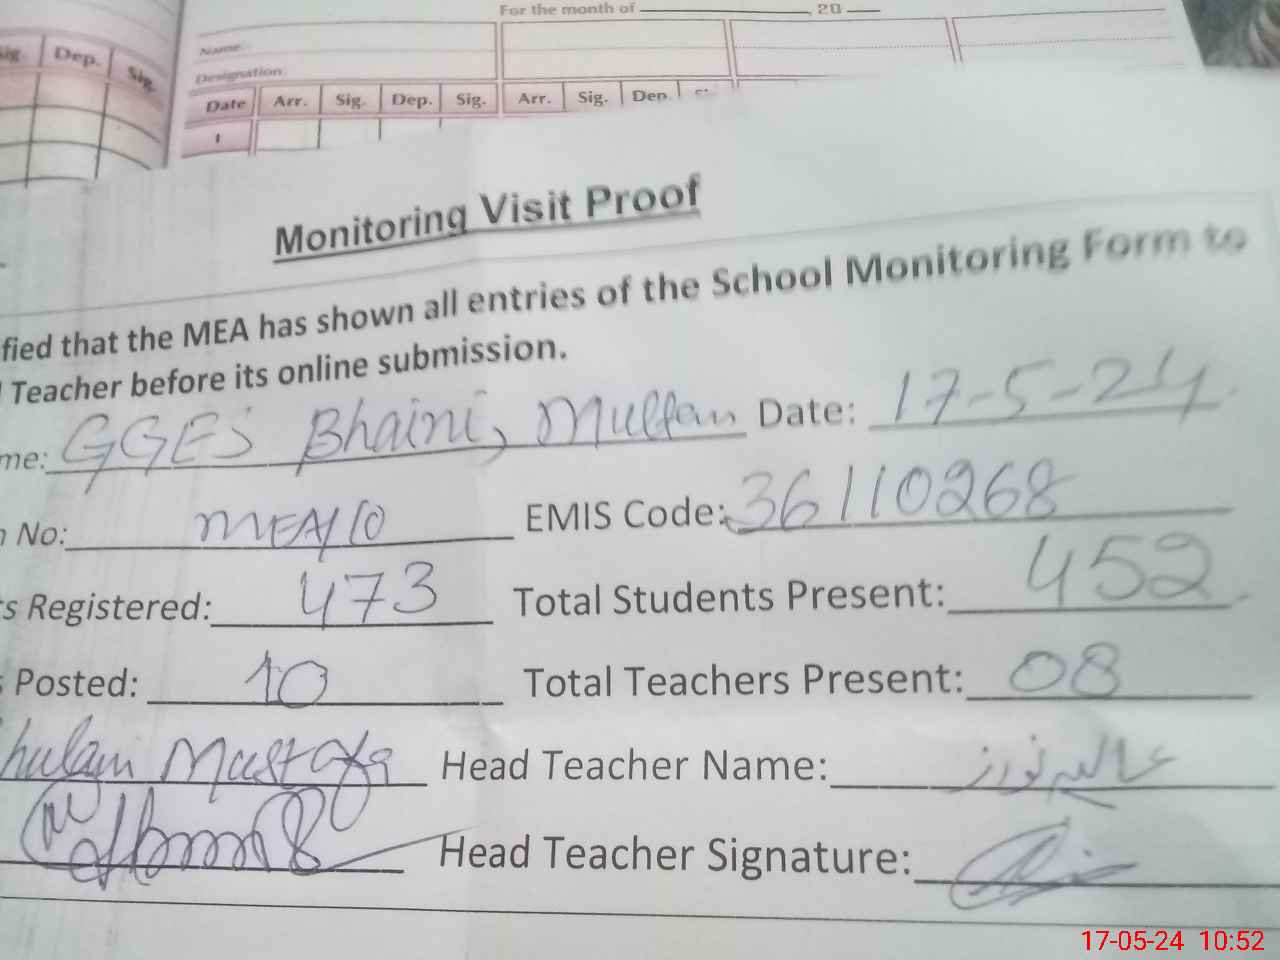 For the month of ________ 20 ____
Sig. Dep. Sig.
Name:
Designation:
Date Arr. Sig. Dep. Sig. Arr. Sig. Dep.
1
Monitoring Visit Proof
fied that the MEA has shown all entries of the School Monitoring Form to
Teacher before its online submission.
me: GGES Bhaini, Multan Date: 17-5-24
No: MEA/10 EMIS Code: 36110268
s Registered: 473 Total Students Present: 452
s Posted: 10 Total Teachers Present: 08
hulam Mustafa Head Teacher Name:
Head Teacher Signature:
17-05-24 10:52